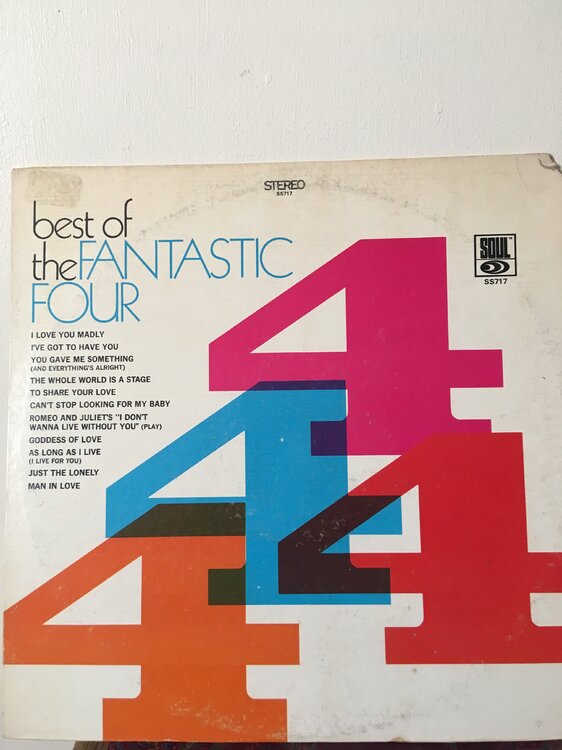 STEREO
SS717
best of
the FANTASTIC
FOUR
SOUL
SS717
I LOVE YOU MADLY
I'VE GOT TO HAVE YOU
YOU GAVE ME SOMETHING
(AND EVERYTHING'S ALRIGHT)
THE WHOLE WORLD IS A STAGE
TO SHARE YOUR LOVE
CAN'T STOP LOOKING FOR MY BABY
ROMEO AND JULIET'S "I DON'T
WANNA LIVE WITHOUT YOU" (PLAY)
GODDESS OF LOVE
AS LONG AS I LIVE
(I LIVE FOR YOU)
JUST THE LONELY
MAN IN LOVE
4
4
4
4